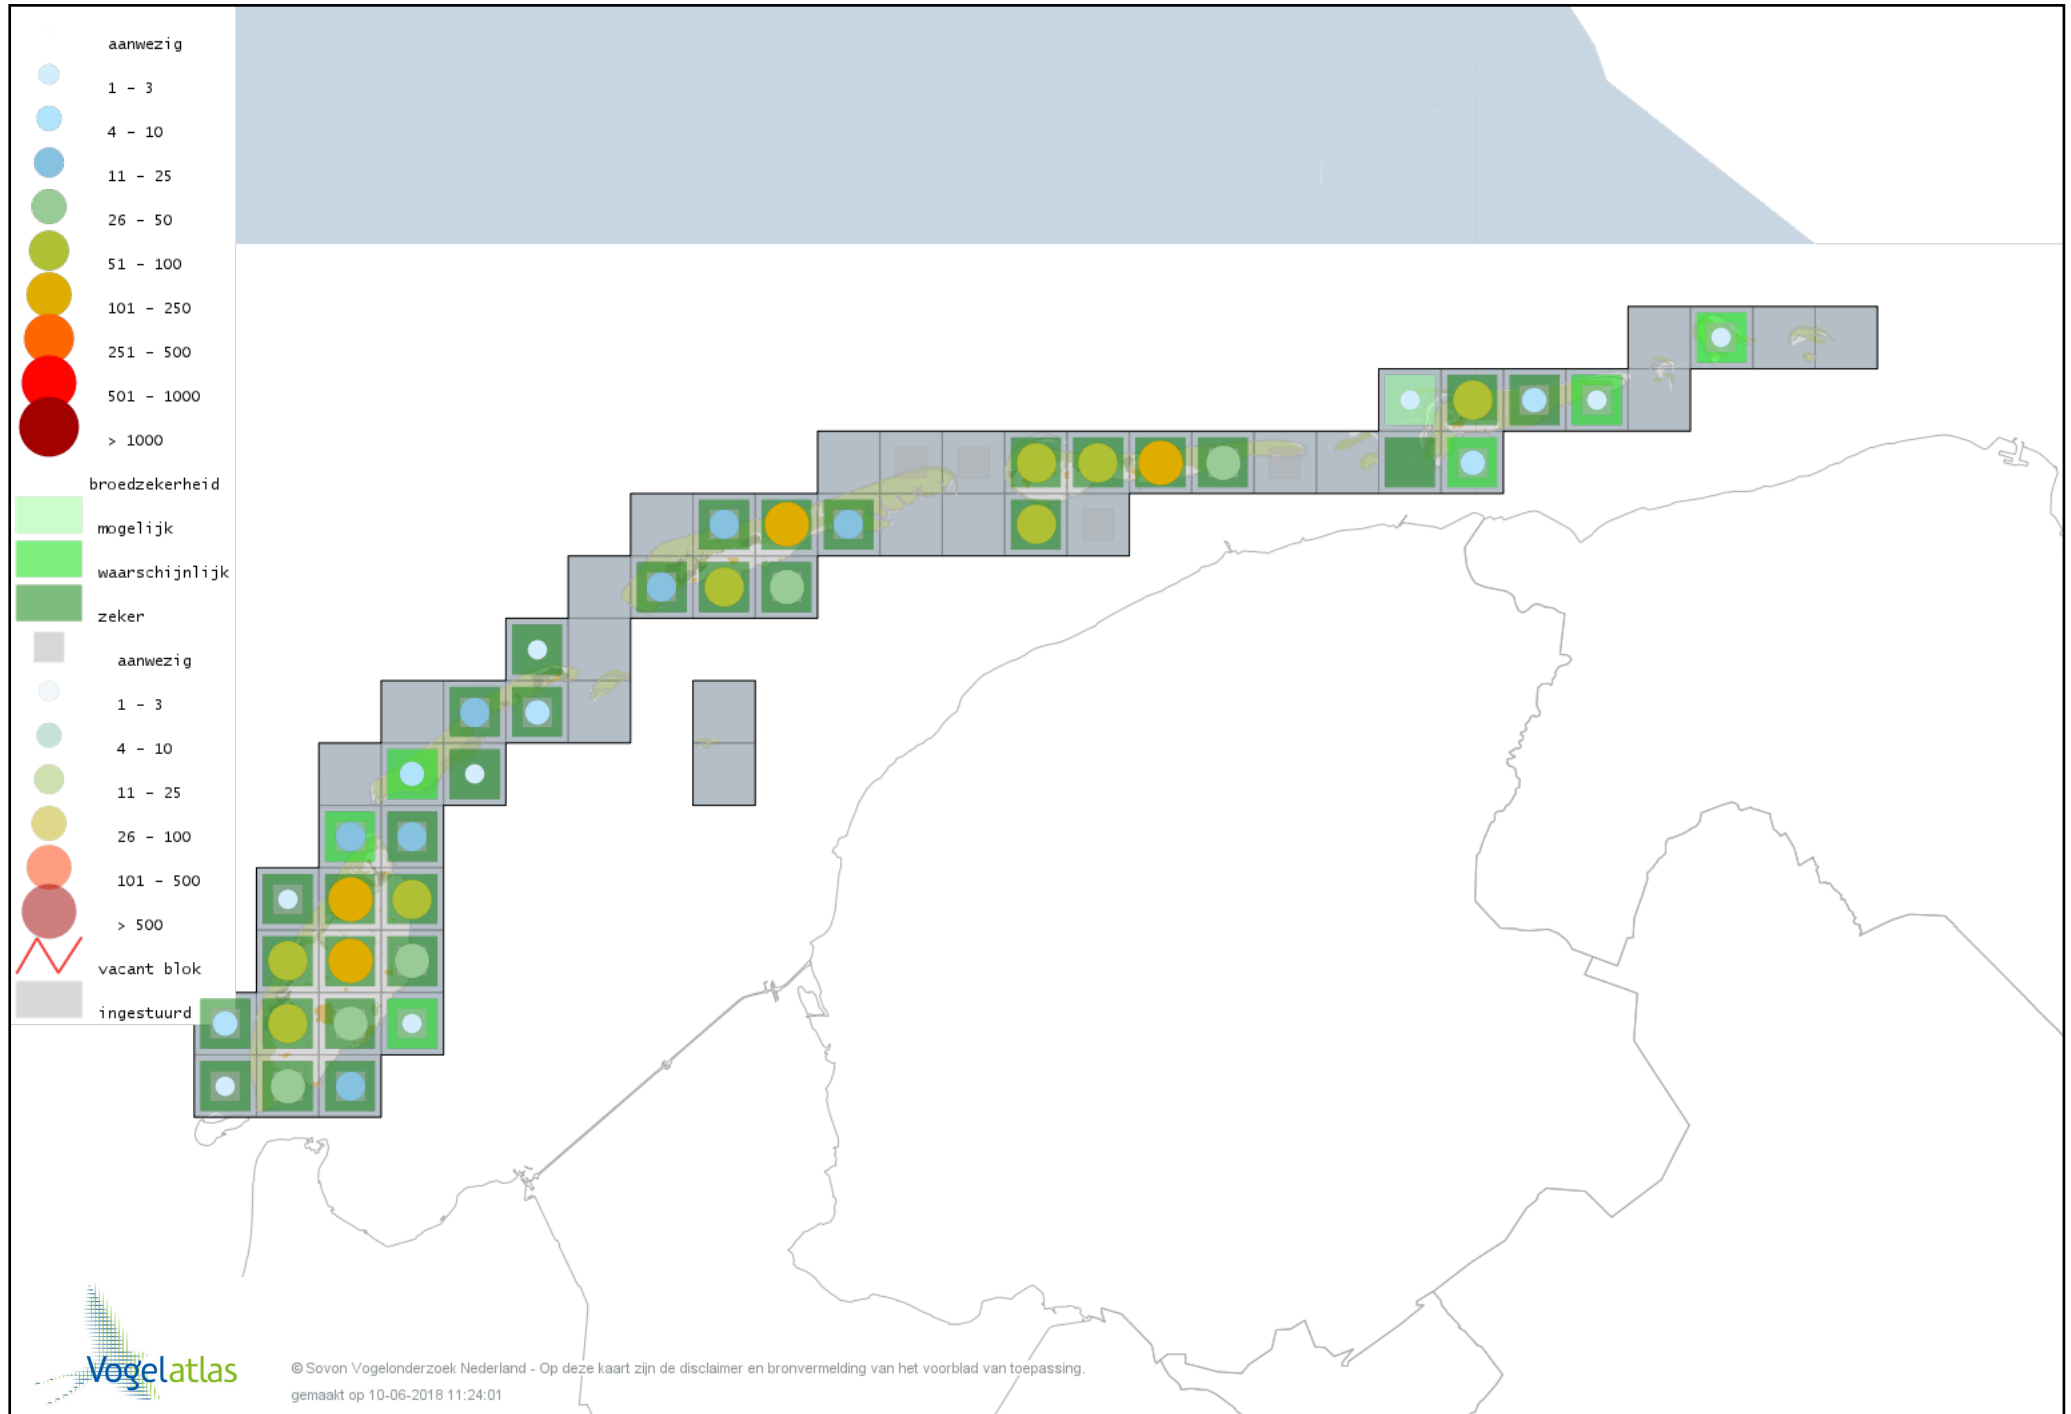 aanwezig
1 - 3
4 - 10
11 - 25
26 - 50
51 - 100
101 - 250
251 - 500
501 - 1000
> 1000
broedzekerheid
mogelijk
waarschijnlijk
zeker
aanwezig
1 - 3
4 - 10
11 - 25
26 - 100
101 - 500
> 500
vacant blok
ingestuurd
Vogelatlas
© Sovon Vogelonderzoek Nederland - Op deze kaart zijn de disclaimer en bronvermelding van het voorblad van toepassing.
gemaakt op 10-06-2018 11:24:01